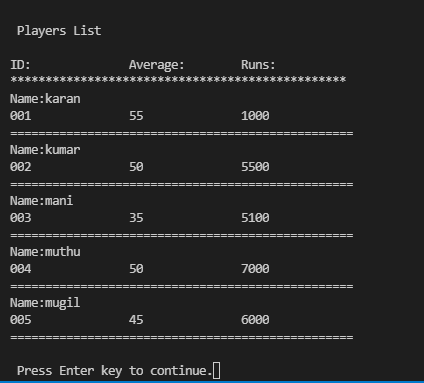 Players List
ID: Average: Runs:
************************************************
Name:karan
001 55 1000
=================================================
Name:kumar
002 50 5500
=================================================
Name:mani
003 35 5100
=================================================
Name:muthu
004 50 7000
=================================================
Name:mugil
005 45 6000
=================================================
Press Enter key to continue.